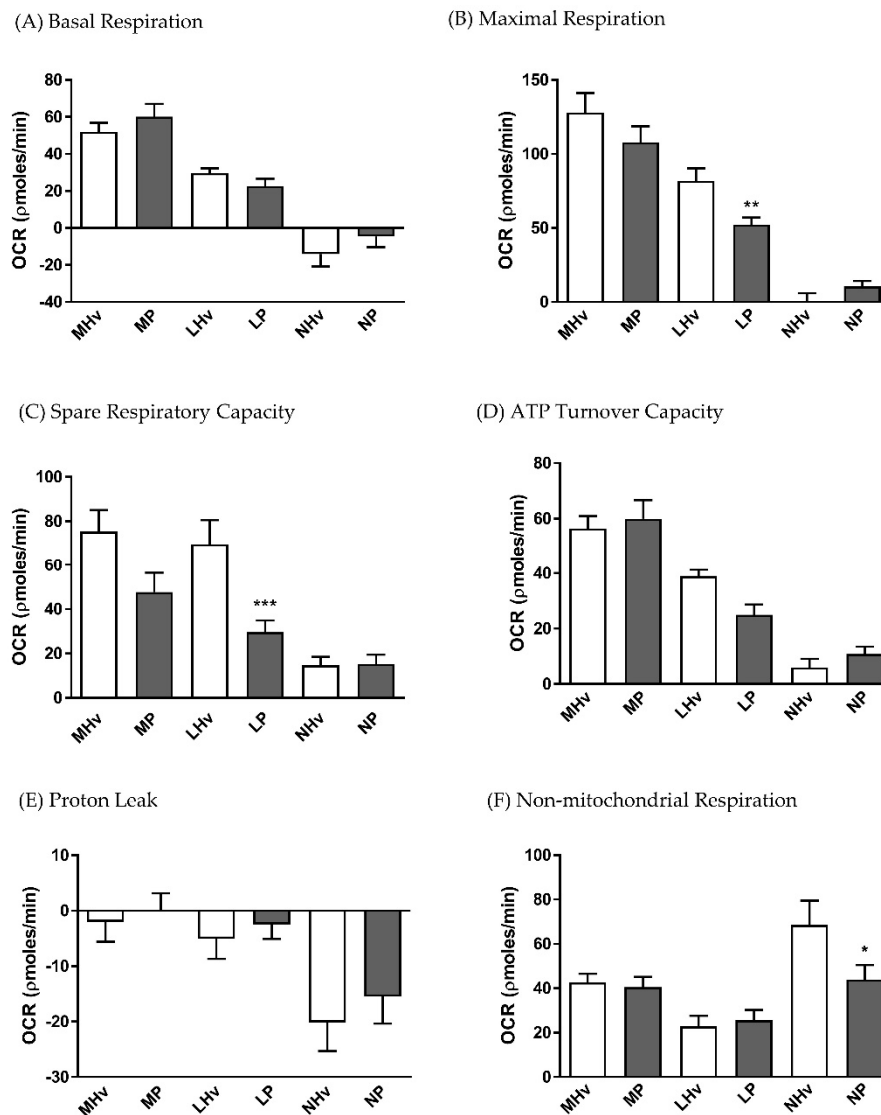 (A) Basal Respiration
OCR (ρmoles/min)
80
60
40
20
0
-20
-40
MHv MP LHv LP NHv NP
(B) Maximal Respiration
OCR (ρmoles/min)
150
100
50
0
**
MHv MP LHv LP NHv NP
(C) Spare Respiratory Capacity
OCR (ρmoles/min)
100
80
60
40
20
0
***
MHv MP LHv LP NHv NP
(D) ATP Turnover Capacity
OCR (ρmoles/min)
80
60
40
20
0
MHv MP LHv LP NHv NP
(E) Proton Leak
OCR (ρmoles/min)
10
0
-10
-20
-30
MHv MP LHv LP NHv NP
(F) Non-mitochondrial Respiration
OCR (ρmoles/min)
100
80
60
40
20
0
*
MHv MP LHv LP NHv NP